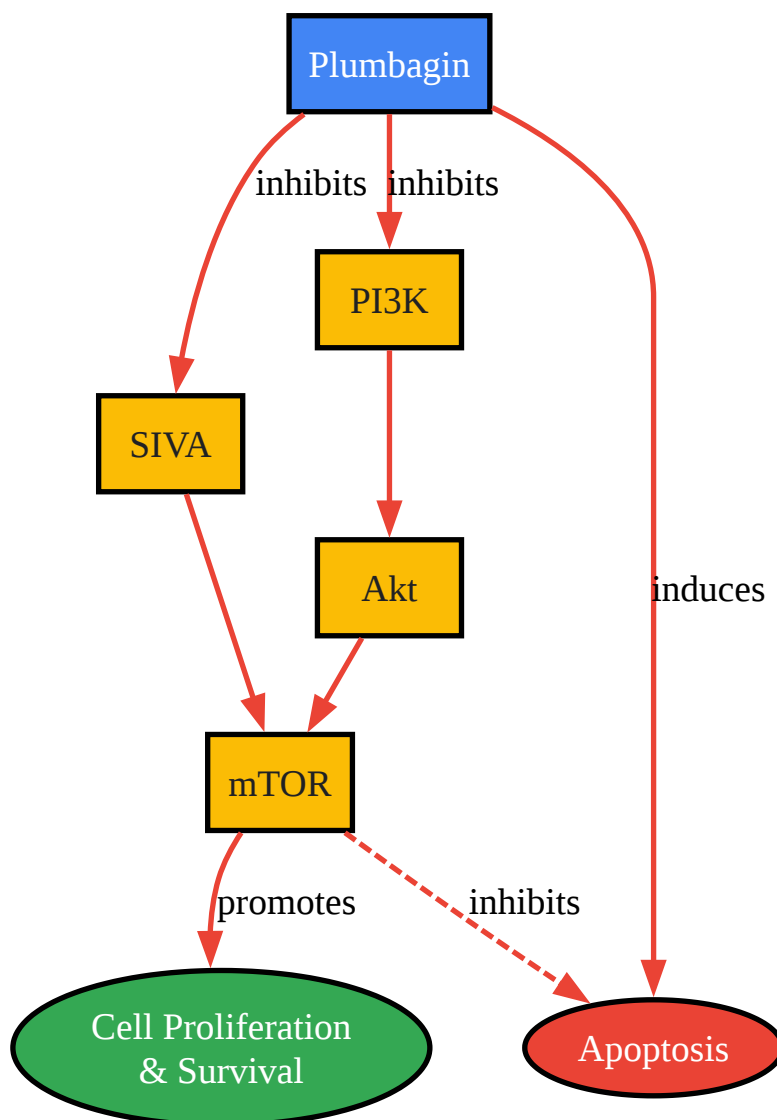 Plumbagin
inhibits
inhibits
PI3K
SIVA
Akt
induces
mTOR
promotes
inhibits
Cell Proliferation
& Survival
Apoptosis